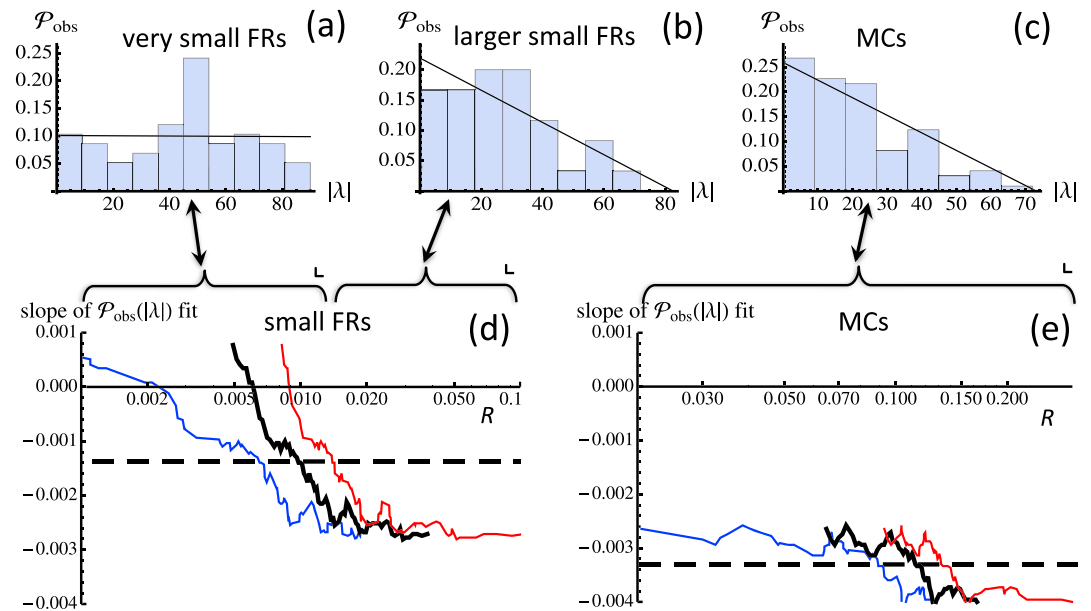 𝒫obs
very small FRs
(a)
0.25
0.20
0.15
0.10
0.05
20
40
60
80
|λ|
𝒫obs
larger small FRs
(b)
0.20
0.15
0.10
0.05
20
40
60
80
|λ|
𝒫obs
MCs
(c)
0.25
0.20
0.15
0.10
0.05
10
20
30
40
50
60
70
|λ|
slope of 𝒫obs(|λ|) fit
small FRs
(d)
0.001
0.000
−0.001
−0.002
−0.003
−0.004
0.002
0.005
0.010
0.020
0.050
0.1
R
slope of 𝒫obs(|λ|) fit
MCs
(e)
0.001
0.000
−0.001
−0.002
−0.003
−0.004
0.030
0.050
0.070
0.100
0.150
0.200
R